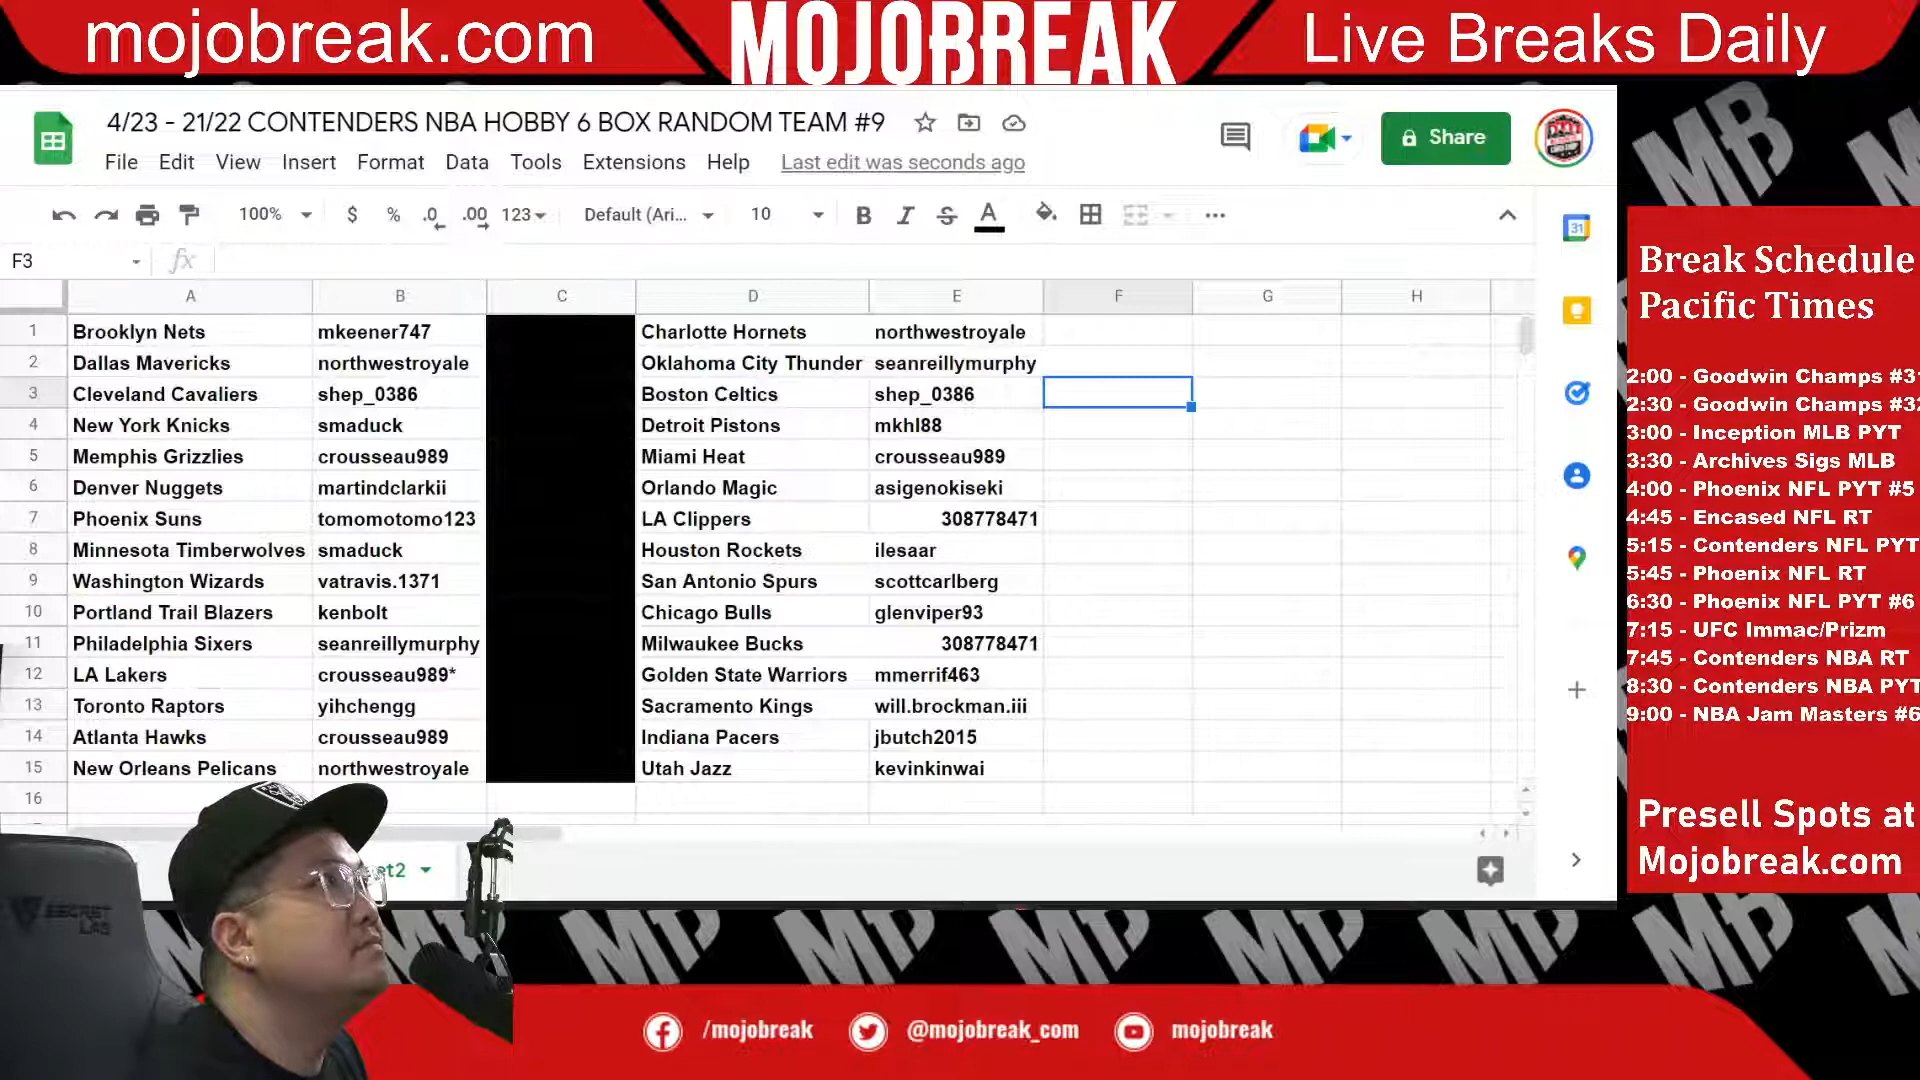 mojobreak.com
MOJOBREAK
Live Breaks Daily
4/23 - 21/22 CONTENDERS NBA HOBBY 6 BOX RANDOM TEAM #9
Share
File Edit View Insert Format Data Tools Extensions Help Last edit was seconds ago
100% $ % .0 .00 123 Default (Ari... 10 B I S A
31
F3 fx
A B C D E F G H
1 Brooklyn Nets mkeener747 Charlotte Hornets northwestroyale
2 Dallas Mavericks northwestroyale Oklahoma City Thunder seanreillymurphy
3 Cleveland Cavaliers shep_0386 Boston Celtics shep_0386
4 New York Knicks smaduck Detroit Pistons mkhl88
5 Memphis Grizzlies crousseau989 Miami Heat crousseau989
6 Denver Nuggets martindclarkii Orlando Magic asigenokiseki
7 Phoenix Suns tomomotomo123 LA Clippers 308778471
8 Minnesota Timberwolves smaduck Houston Rockets ilesaar
9 Washington Wizards vatravis.1371 San Antonio Spurs scottcarlberg
10 Portland Trail Blazers kenbolt Chicago Bulls glenviper93
11 Philadelphia Sixers seanreillymurphy Milwaukee Bucks 308778471
12 LA Lakers crousseau989* Golden State Warriors mmerrif463
13 Toronto Raptors yihchengg Sacramento Kings will.brockman.iii
14 Atlanta Hawks crousseau989 Indiana Pacers jbutch2015
15 New Orleans Pelicans northwestroyale Utah Jazz kevinkinwai
16
et2
Break Schedule
Pacific Times
2:00 - Goodwin Champs #31
2:30 - Goodwin Champs #32
3:00 - Inception MLB PYT
3:30 - Archives Sigs MLB
4:00 - Phoenix NFL PYT #5
4:45 - Encased NFL RT
5:15 - Contenders NFL PYT
5:45 - Phoenix NFL RT
6:30 - Phoenix NFL PYT #6
7:15 - UFC Immac/Prizm
7:45 - Contenders NBA RT
8:30 - Contenders NBA PYT
9:00 - NBA Jam Masters #6
Presell Spots at
Mojobreak.com
SECRET
LAB
/mojobreak
@mojobreak_com
mojobreak